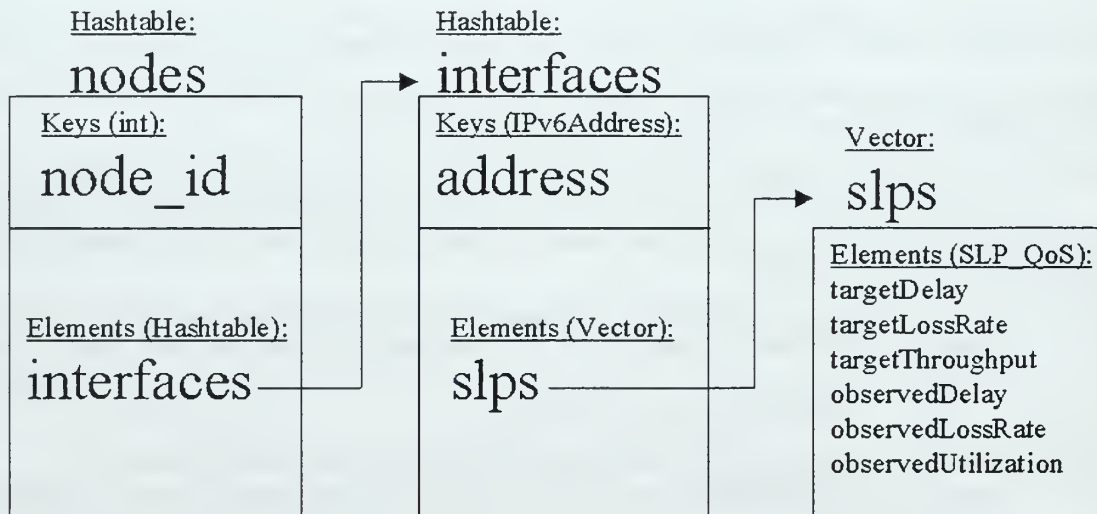 Hashtable:
nodes
Keys (int):
node_id
Elements (Hashtable):
interfaces
Hashtable:
interfaces
Keys (IPv6Address):
address
Elements (Vector):
slps
Vector:
slps
Elements (SLP_QoS):
targetDelay
targetLossRate
targetThroughput
observedDelay
observedLossRate
observedUtilization